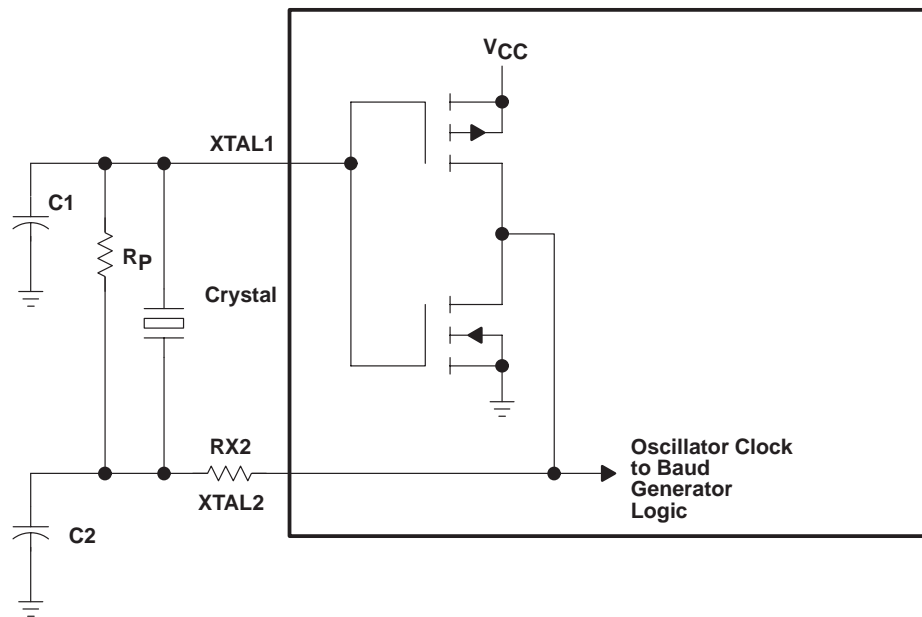 VCC
XTAL1
C1
RP
Crystal
RX2
XTAL2
C2
Oscillator Clock
to Baud
Generator
Logic